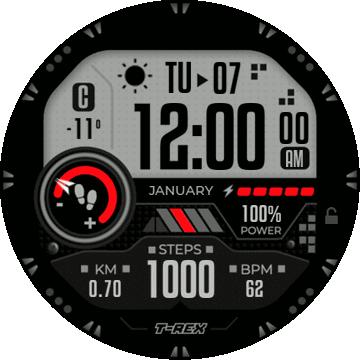 TU ▶ 07
C
-11°
12:00
00
AM
JANUARY
100%
POWER
- +
STEPS
1000
KM
0.70
BPM
62
T-REX